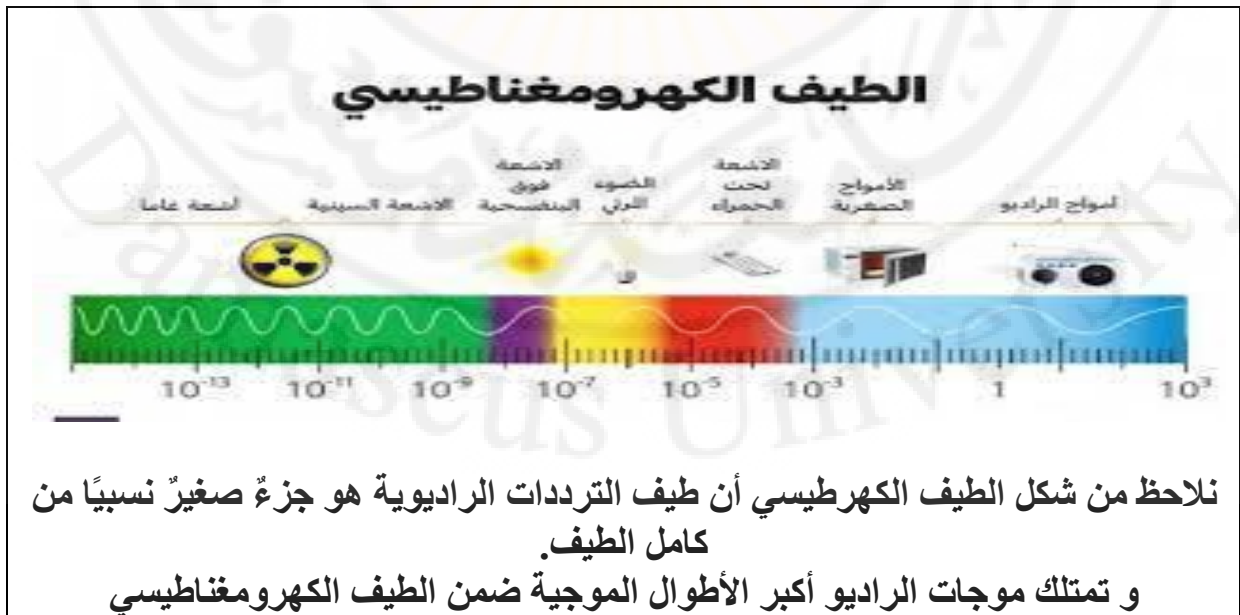 الطيف الكهرومغناطيسي
أشعة غاما
الاشعة السينية
الاشعة فوق البنفسجية
الضوء المرئي
الاشعة تحت الحمراء
الأمواج الصغرية
أمواج الراديو
10⁻¹³ 10⁻¹¹ 10⁻⁹ 10⁻⁷ 10⁻⁵ 10⁻³ 1 10³
نلاحظ من شكل الطيف الكهرطيسي أن طيف الترددات الراديوية هو جزءٌ صغيرٌ نسبيًا من
كامل الطيف.
و تمتلك موجات الراديو أكبر الأطوال الموجية ضمن الطيف الكهرومغناطيسي